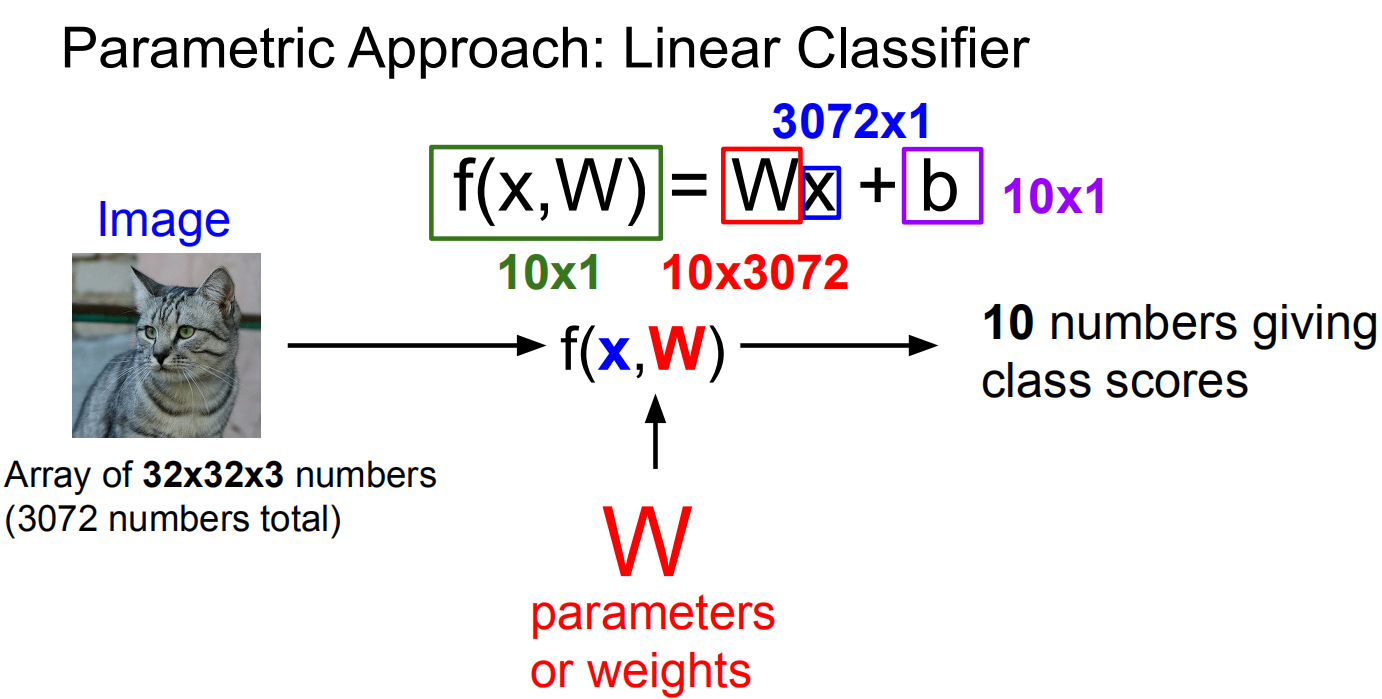 Parametric Approach: Linear Classifier
3072x1
f(x,W) = Wx + b 10x1
Image
10x1 10x3072
f(x,W)
10 numbers giving
class scores
Array of 32x32x3 numbers
(3072 numbers total)
W
parameters
or weights